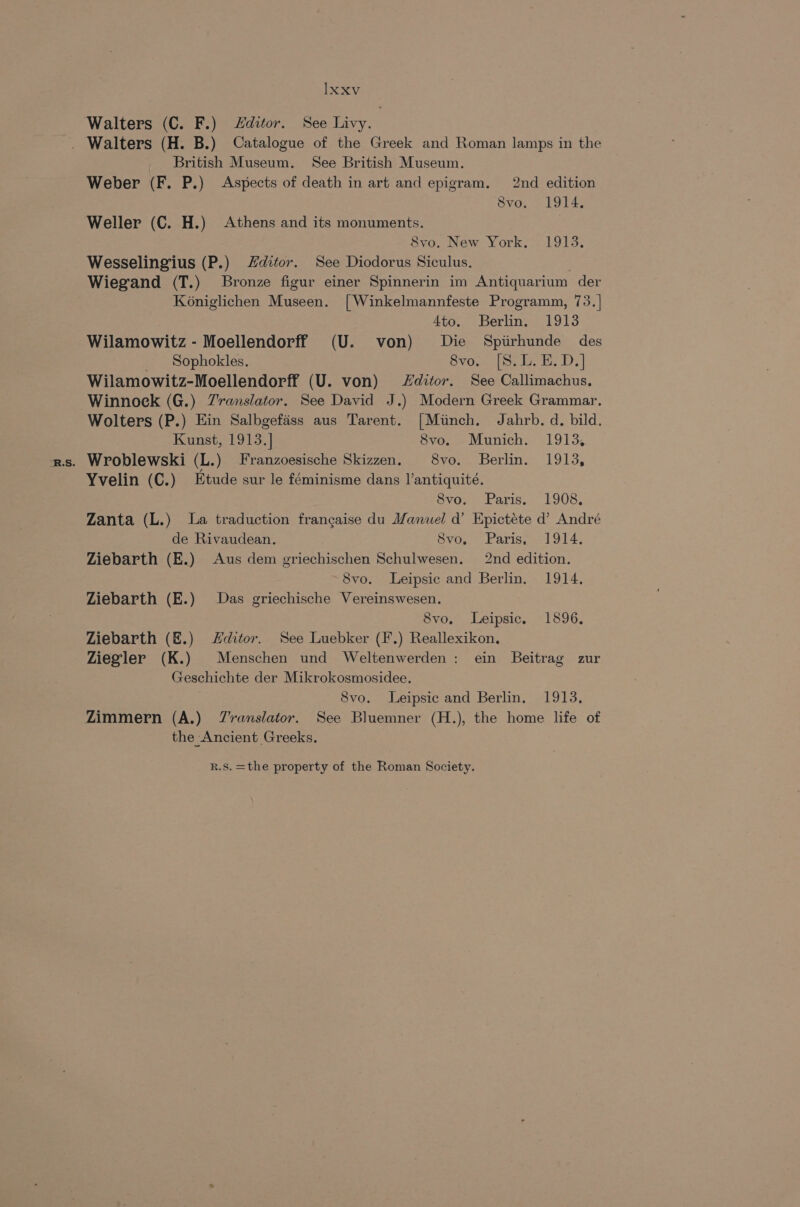 lxxv
Walters (C. F.) Editor. See Livy.
Walters (H. B.) Catalogue of the Greek and Roman lamps in the
British Museum. See British Museum.
Weber (F. P.) Aspects of death in art and epigram. 2nd edition
8vo. 1914.
Weller (C. H.) Athens and its monuments.
8vo. New York. 1913.
Wesselingius (P.) Editor. See Diodorus Siculus.
Wiegand (T.) Bronze figur einer Spinnerin im Antiquarium der
Königlichen Museen. [Winkelmannfeste Programm, 73.]
4to. Berlin. 1913
Wilamowitz - Moellendorff (U. von) Die Spürhunde des
Sophokles. 8vo. [S.L.E.D.]
Wilamowitz-Moellendorff (U. von) Editor. See Callimachus.
Winnock (G.) Translator. See David J.) Modern Greek Grammar.
Wolters (P.) Ein Salbgefäss aus Tarent. [Münch. Jahrb. d. bild.
Kunst, 1913.] 8vo. Munich. 1913.
R.S. Wroblewski (L.) Franzoesische Skizzen. 8vo. Berlin. 1913.
Yvelin (C.) Étude sur le féminisme dans l'antiquité.
8vo. Paris. 1908.
Zanta (L.) La traduction française du Manuel d' Epictète d' André
de Rivaudean. 8vo. Paris. 1914.
Ziebarth (E.) Aus dem griechischen Schulwesen. 2nd edition.
8vo. Leipsic and Berlin. 1914.
Ziebarth (E.) Das griechische Vereinswesen.
8vo. Leipsic. 1896.
Ziebarth (E.) Editor. See Luebker (F.) Reallexikon.
Ziegler (K.) Menschen und Weltenwerden : ein Beitrag zur
Geschichte der Mikrokosmosidee.
8vo. Leipsic and Berlin. 1913.
Zimmern (A.) Translator. See Bluemner (H.), the home life of
the Ancient Greeks.
R.S. = the property of the Roman Society.